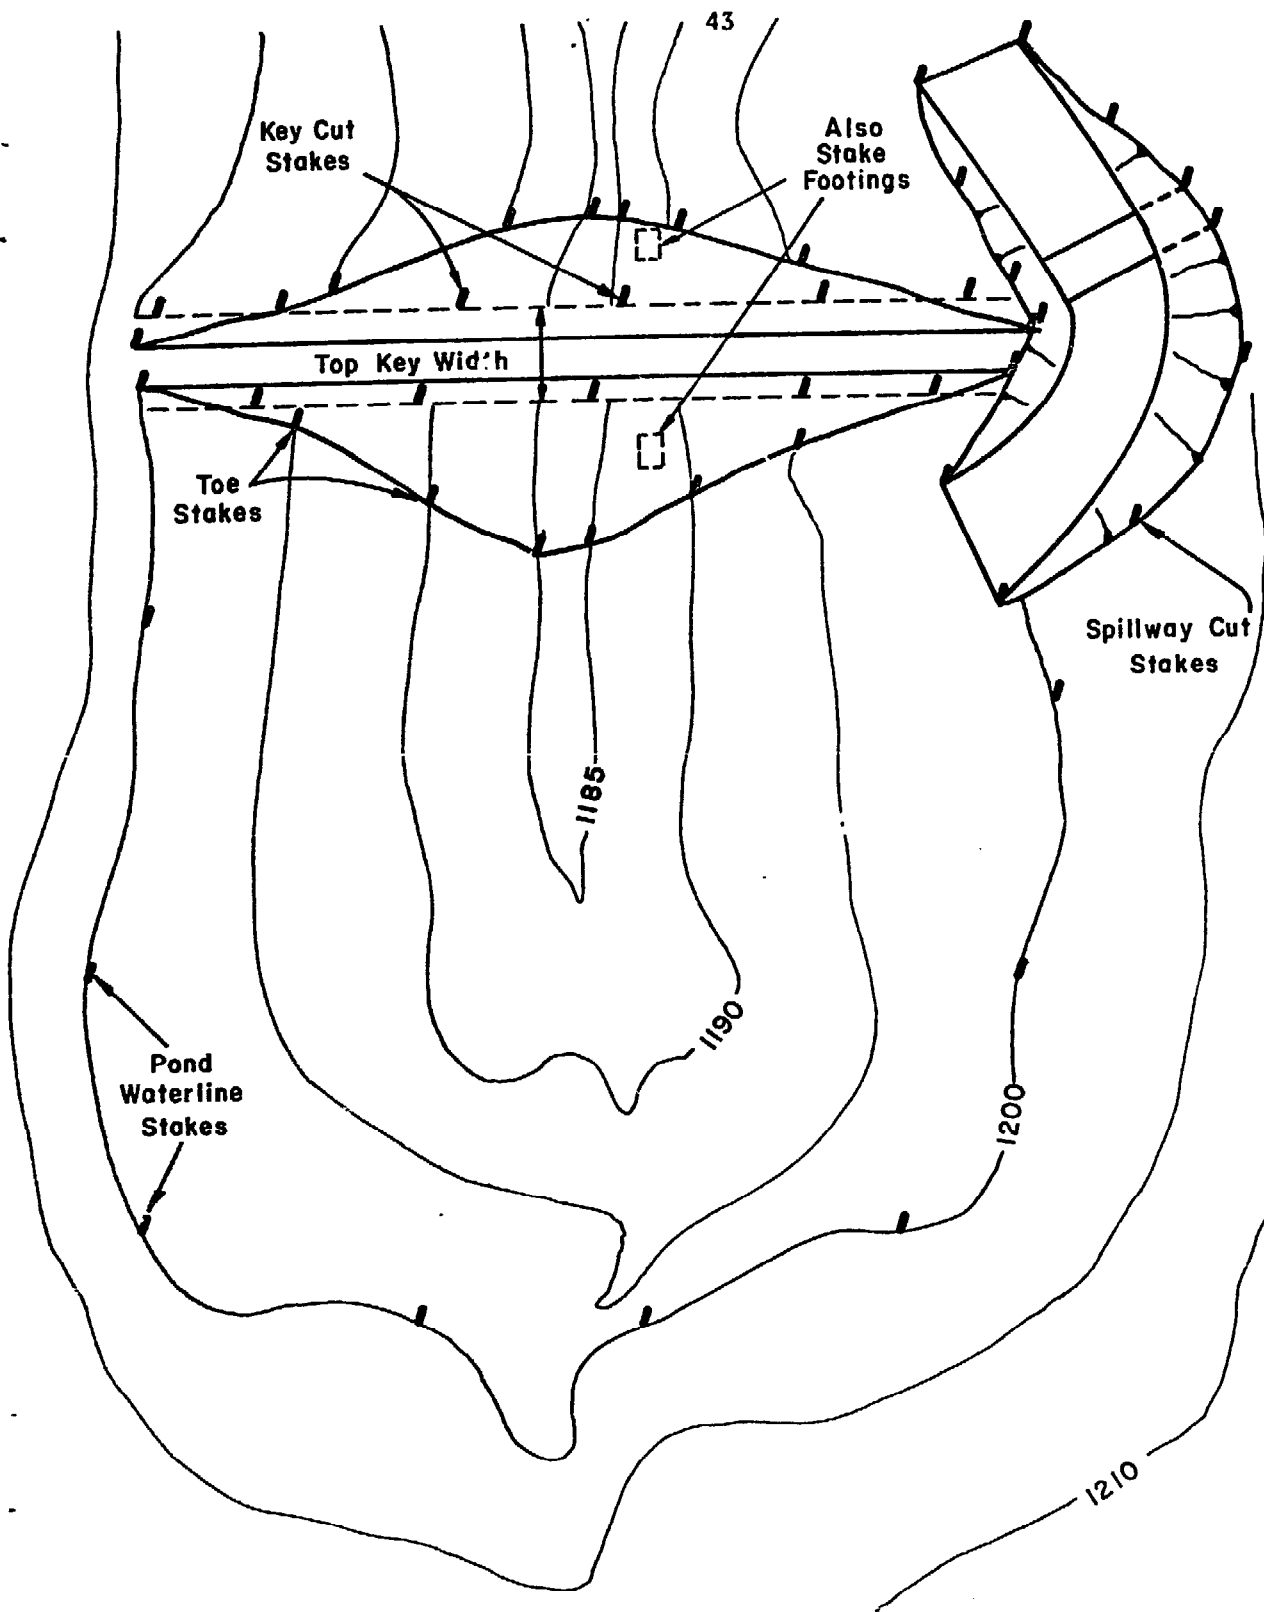 43
Key Cut
Stakes
Also
Stake
Footings
Top Key Width
Toe
Stakes
Spillway Cut
Stakes
1185
1190
Pond
Waterline
Stakes
1200
1210